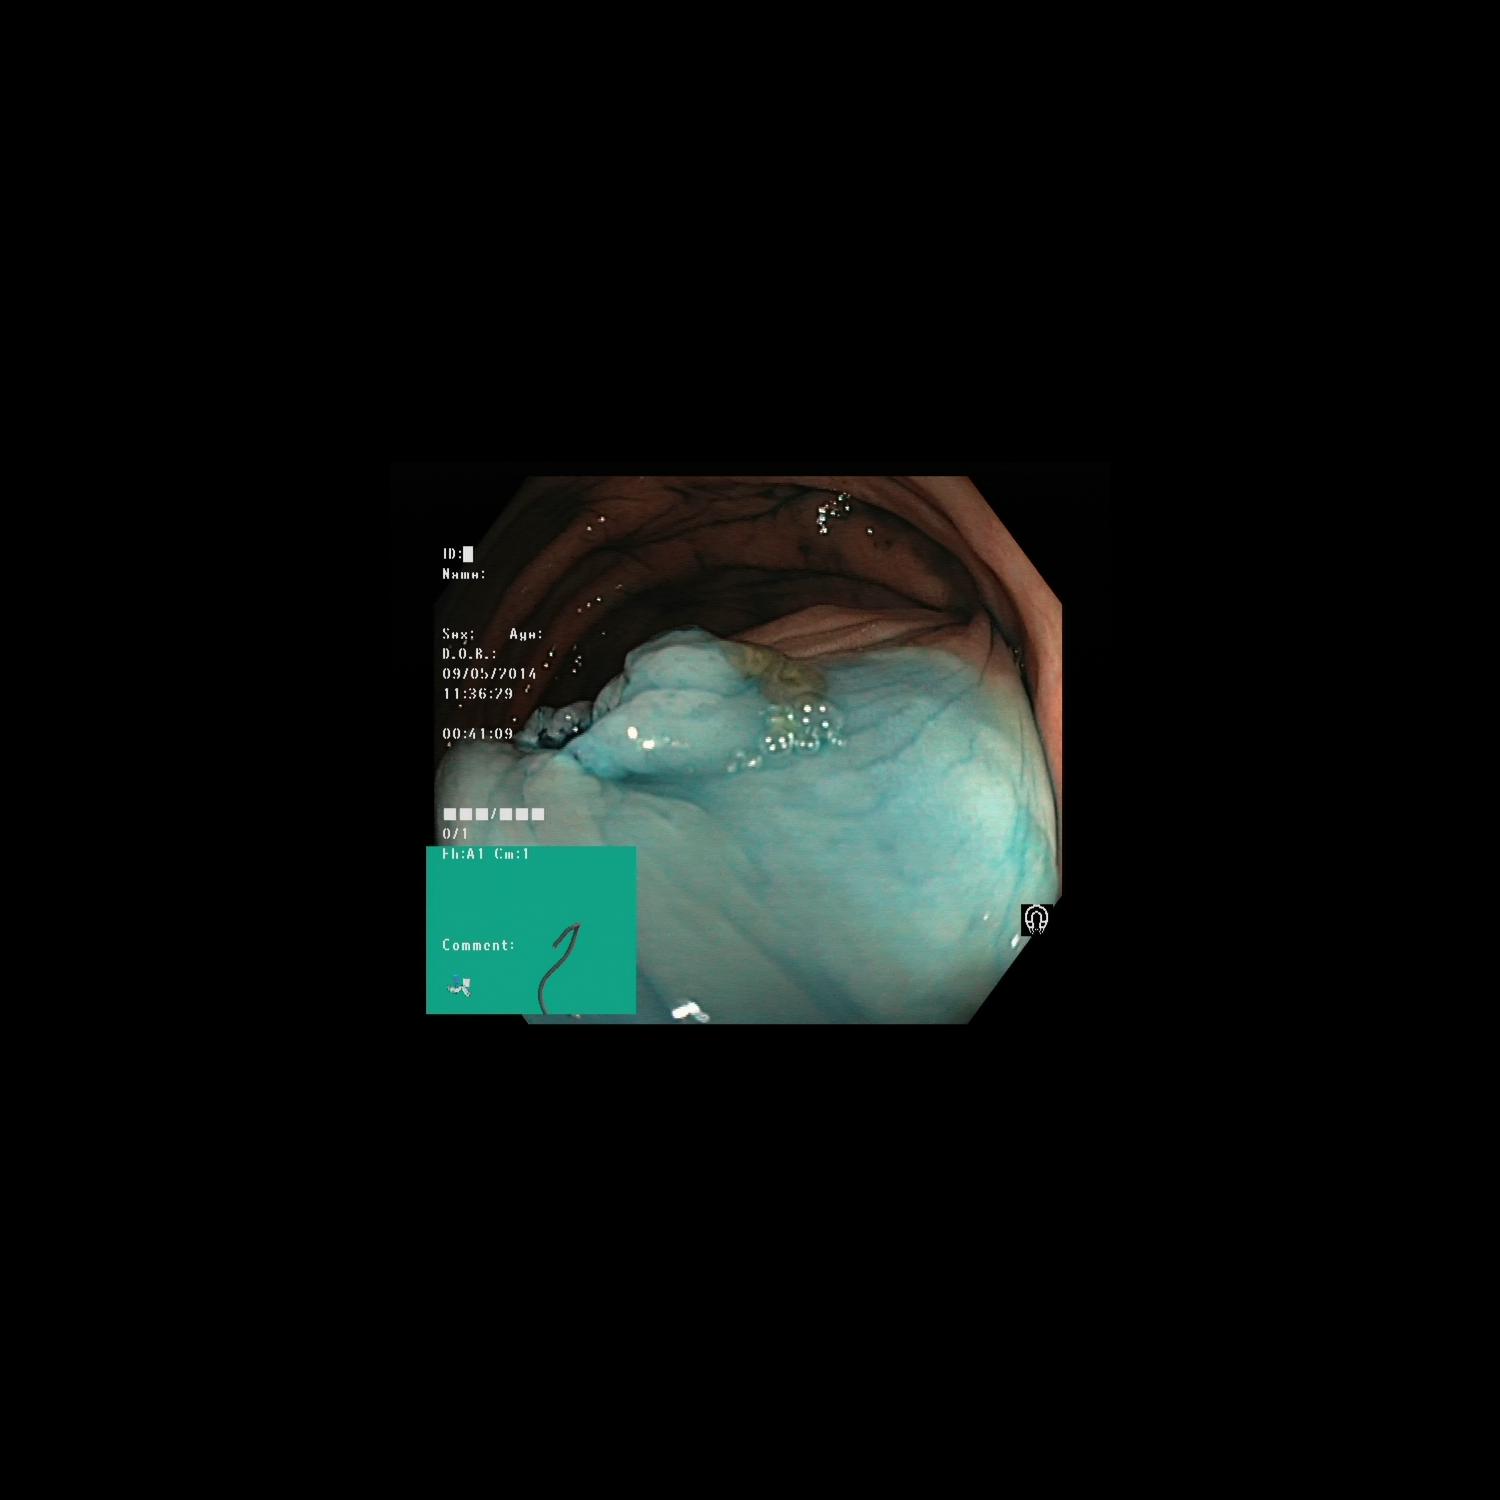 ID:
Name:
Sex: Age:
D.O.B.:
09/05/2014
11:36:29
00:41:09
■■■/■■■
0/1
Eh:A1 Cm:1
Comment: